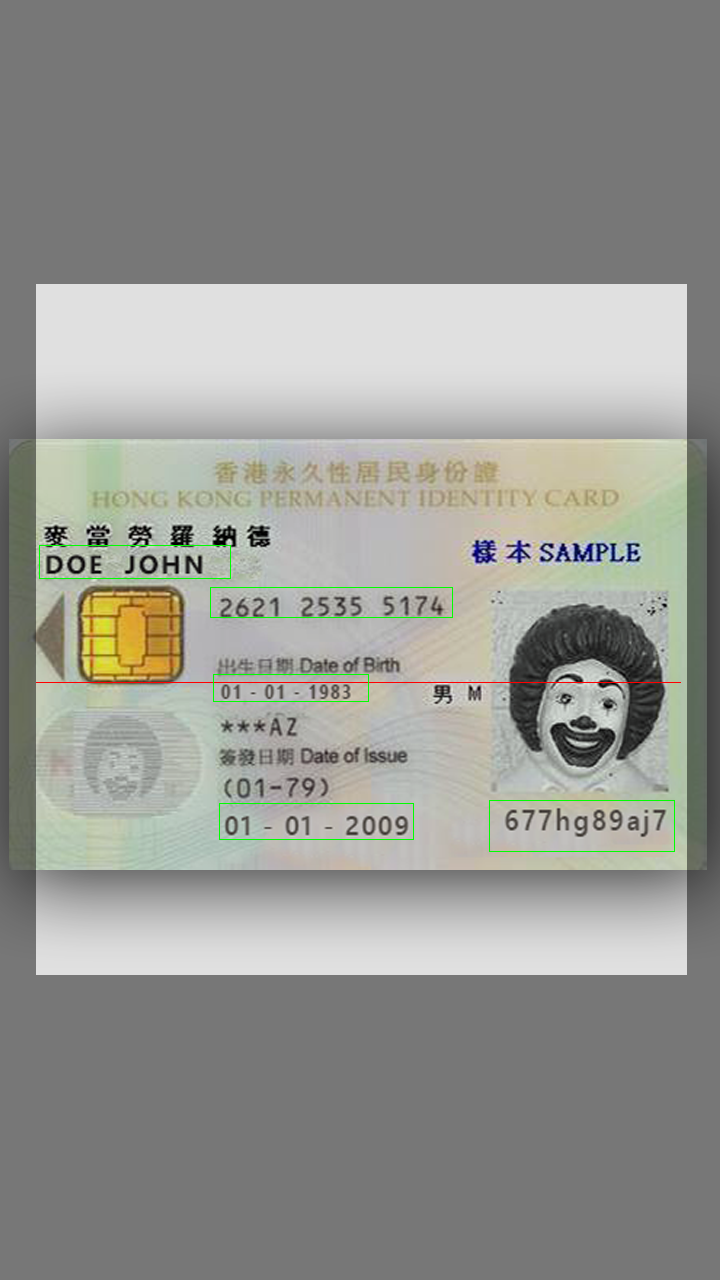 香港永久性居民身份證
HONG KONG PERMANENT IDENTITY CARD
麥當勞羅納德
DOE JOHN
樣本 SAMPLE
2621 2535 5174
出生日期 Date of Birth
01 - 01 - 1983
男 M
***AZ
簽發日期 Date of Issue
(01-79)
01 - 01 - 2009
677hg89aj7